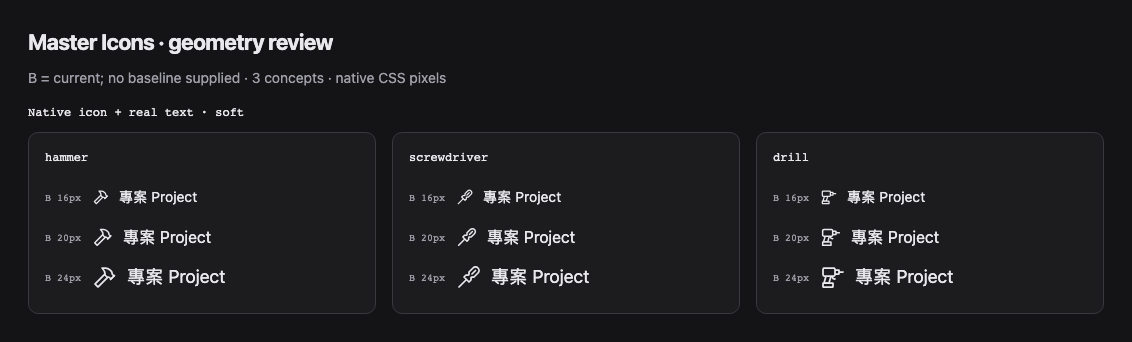 Master Icons · geometry review
B = current; no baseline supplied · 3 concepts · native CSS pixels
Native icon + real text · soft
hammer
B 16px 專案 Project
B 20px 專案 Project
B 24px 專案 Project
screwdriver
B 16px 專案 Project
B 20px 專案 Project
B 24px 專案 Project
drill
B 16px 專案 Project
B 20px 專案 Project
B 24px 專案 Project